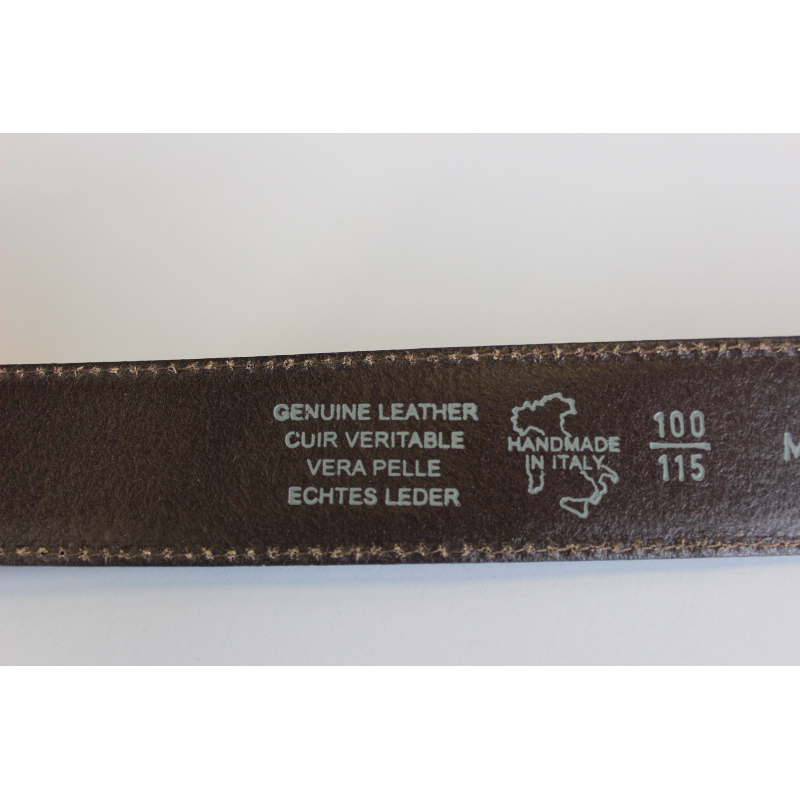 GENUINE LEATHER
CUIR VERITABLE
VERA PELLE
ECHTES LEDER
HANDMADE
IN ITALY
100
115
M